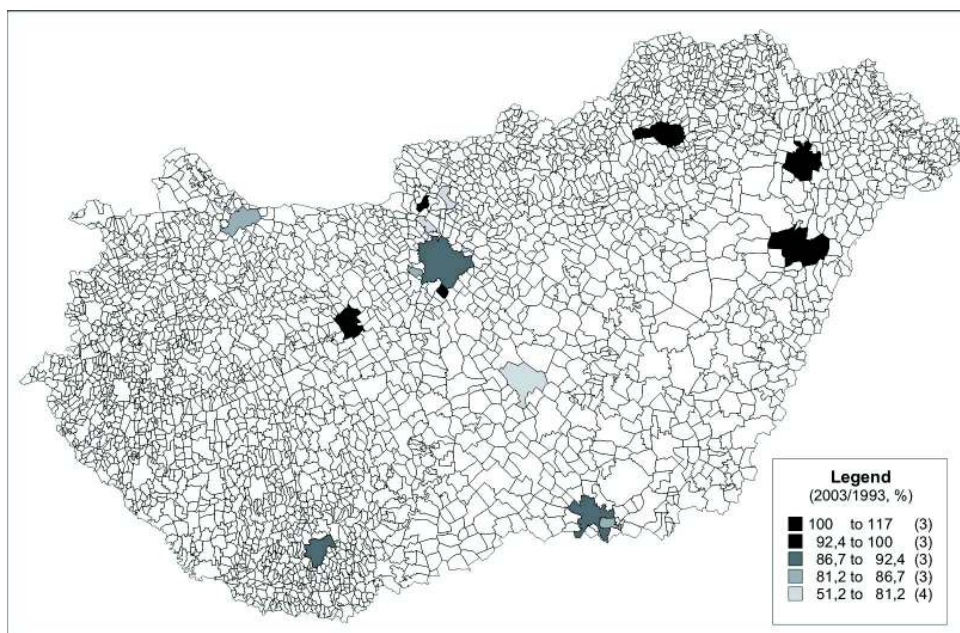 Legend
(2003/1993, %)
100 to 117 (3)
92,4 to 100 (3)
86,7 to 92,4 (3)
81,2 to 86,7 (3)
51,2 to 81,2 (4)